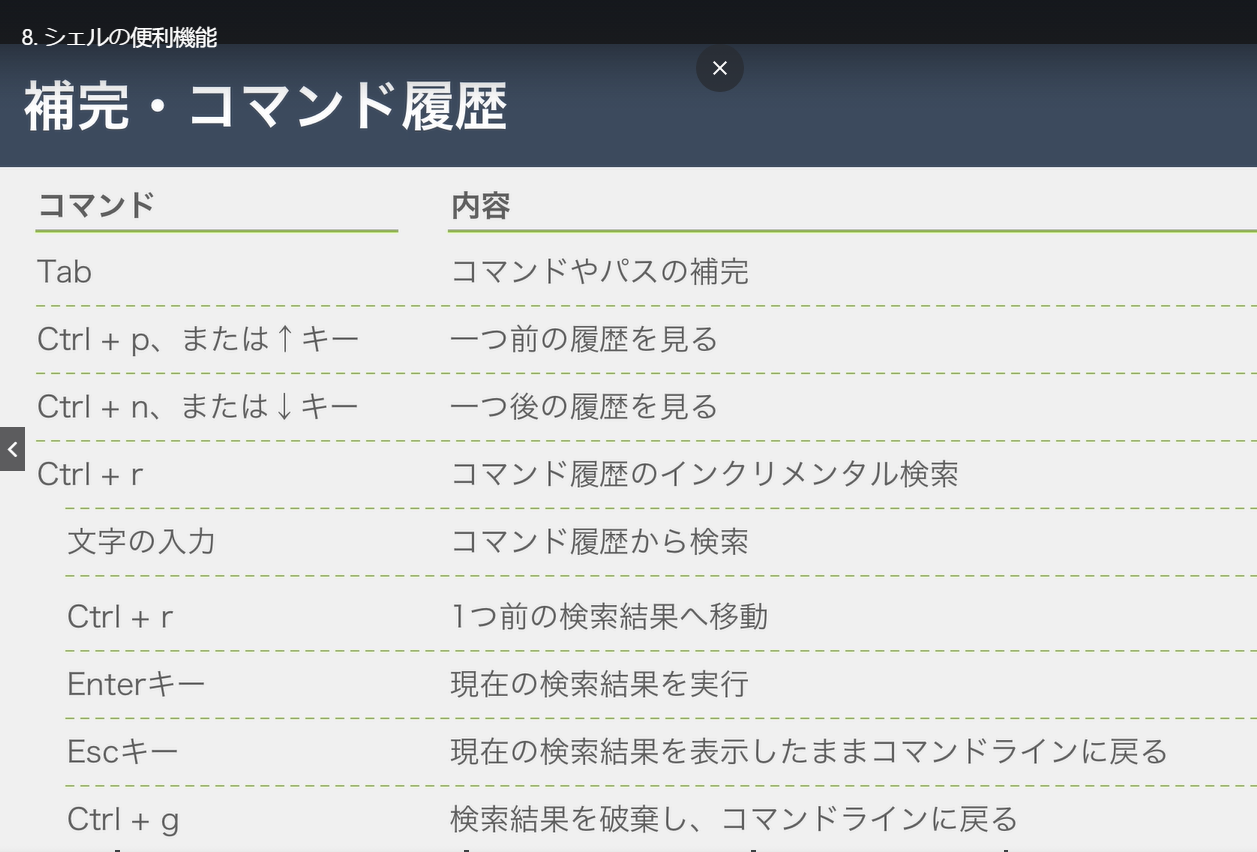 8. シェルの便利機能
補完・コマンド履歴
コマンド 内容
Tab コマンドやパスの補完
Ctrl + p、または↑キー 一つ前の履歴を見る
Ctrl + n、または↓キー 一つ後の履歴を見る
Ctrl + r コマンド履歴のインクリメンタル検索
文字の入力 コマンド履歴から検索
Ctrl + r 1つ前の検索結果へ移動
Enterキー 現在の検索結果を実行
Escキー 現在の検索結果を表示したままコマンドラインに戻る
Ctrl + g 検索結果を破棄し、コマンドラインに戻る